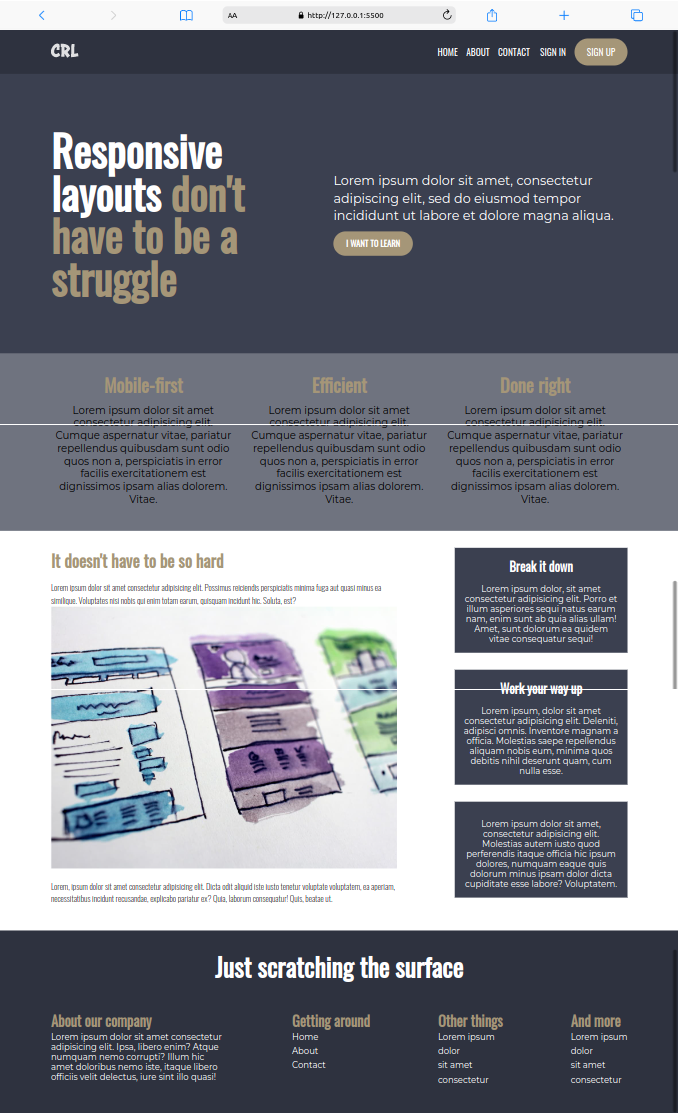 AA
http://127.0.0.1:5500
CRL
HOME ABOUT CONTACT SIGN IN SIGN UP
Responsive
layouts don't
have to be a
struggle
Lorem ipsum dolor sit amet, consectetur
adipiscing elit, sed do eiusmod tempor
incididunt ut labore et dolore magna aliqua.
I WANT TO LEARN
Mobile-first
Lorem ipsum dolor sit amet
consectetur adipisicing elit.
Cumque aspernatur vitae, pariatur
repellendus quibusdam sunt odio
quos non a, perspiciatis in error
facilis exercitationem est
dignissimos ipsam alias dolorem.
Vitae.
Efficient
Lorem ipsum dolor sit amet
consectetur adipisicing elit.
Cumque aspernatur vitae, pariatur
repellendus quibusdam sunt odio
quos non a, perspiciatis in error
facilis exercitationem est
dignissimos ipsam alias dolorem.
Vitae.
Done right
Lorem ipsum dolor sit amet
consectetur adipisicing elit.
Cumque aspernatur vitae, pariatur
repellendus quibusdam sunt odio
quos non a, perspiciatis in error
facilis exercitationem est
dignissimos ipsam alias dolorem.
Vitae.
It doesn't have to be so hard
Lorem ipsum dolor sit amet consectetur adipisicing elit. Possimus reiciendis perspiciatis minima fuga aut quasi minus ea
similique. Voluptates nisi nobis qui enim totam earum, quisquam incidunt hic. Soluta, est?
Lorem, ipsum dolor sit amet consectetur adipisicing elit. Dicta odit aliquid iste iusto tenetur voluptate voluptatem, ea aperiam,
necessitatibus incidunt recusandae, explicabo pariatur ex? Quia, laborum consequatur! Quis, beatae ut.
Break it down
Lorem ipsum dolor, sit amet
consectetur adipisicing elit. Porro et
illum asperiores sequi natus earum
nam, enim sunt ab quia alias ullam!
Amet, sunt dolorum ea quidem
vitae consequatur sequi!
Work your way up
Lorem ipsum, dolor sit amet
consectetur adipisicing elit. Deleniti,
adipisci omnis. Inventore magnam a
officia. Molestias saepe repellendus
aliquam nobis eum, minima quos
debitis nihil deserunt quam, cum
nulla esse.
Lorem ipsum dolor sit amet,
consectetur adipisicing elit.
Molestias autem iusto quod
perferendis itaque officia hic ipsum
dolores, numquam eaque quis
dolorum minus ipsam dolor dicta
cupiditate esse labore? Voluptatem.
Just scratching the surface
About our company
Lorem ipsum dolor sit amet consectetur
adipisicing elit. Ipsa, libero enim? Atque
numquam nemo corrupti? Illum hic
amet doloribus nemo iste, itaque libero
officiis velit delectus, iure sint illo quasi!
Getting around
Home
About
Contact
Other things
Lorem ipsum
dolor
sit amet
consectetur
And more
Lorem ipsum
dolor
sit amet
consectetur